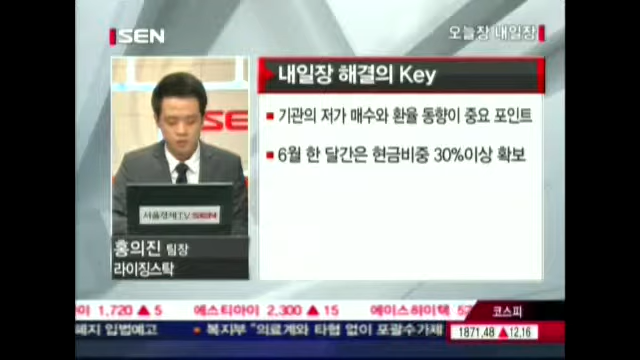 SEN
오늘장 내일장
내일장 해결의 Key
기관의 저가 매수와 환율 동향이 중요 포인트
6월 한 달간은 현금비중 30%이상 확보
SE
서울경제TV SEN
홍의진 팀장
라이징스탁
이 1,720 ▲ 5 에스티아이 2,300 ▲ 15 에이스하이텍
코스피
폐지 입법예고 복지부 "의료계와 타협 없이 포괄수가제
1871,48 ▲12,16